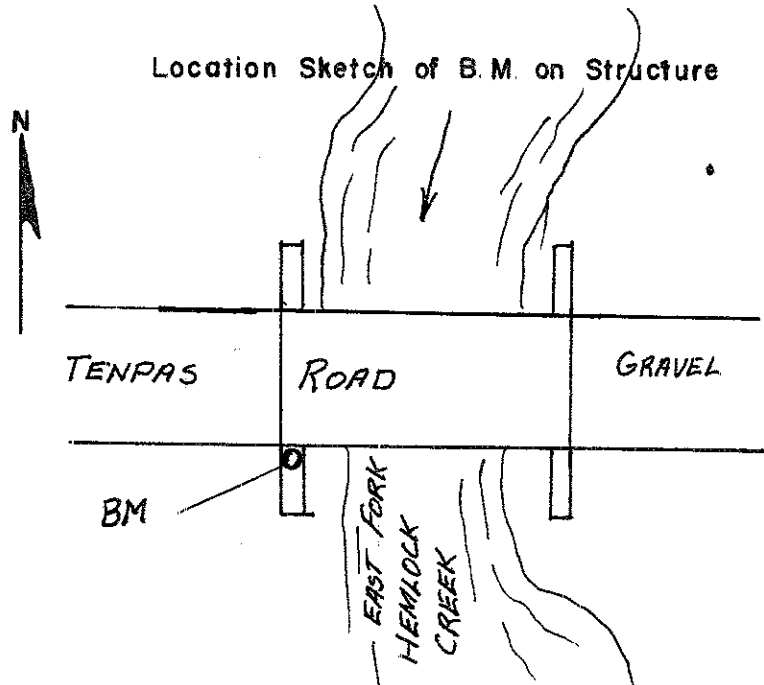 Location Sketch of B.M. on Structure
N
TENPAS ROAD GRAVEL
BM
EAST FORK
HEMLOCK
CREEK